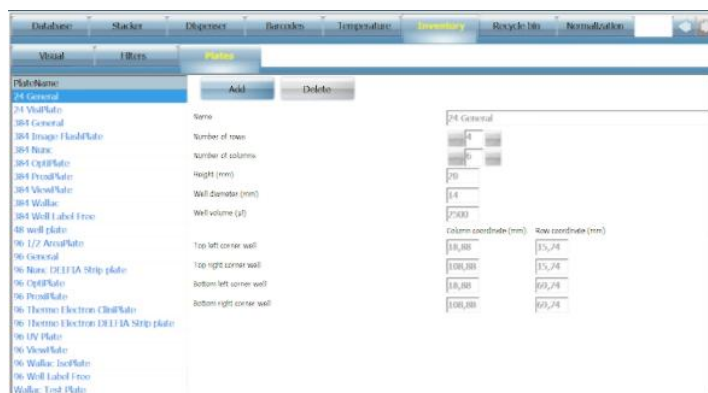 Database Stacker Dispenser Barcodes Temperature Inventory Recycle bin Normalization
Visual Filters Plates
PlateName
24 General
24 VisiPlate
384 General
384 Image FlashPlate
384 Nunc
384 OptiPlate
384 ProxiPlate
384 ViewPlate
384 Wallac
384 Well Label Free
48 well plate
96 1/2 AreaPlate
96 General
96 Nunc DELFIA Strip plate
96 OptiPlate
96 ProxiPlate
96 Thermo Electron CliniPlate
96 Thermo Electron DELFIA Strip plate
96 UV Plate
96 ViewPlate
96 Wallac IsoPlate
96 Well Label Free
Wallac Test Plate
Add Delete
Name 24 General
Number of rows 4
Number of columns 6
Height (mm) 20
Well diameter (mm) 14
Well volume (µl) 2500
Column coordinate (mm) Row coordinate (mm)
Top left corner well 18,88 15,24
Top right corner well 108,88 15,24
Bottom left corner well 18,88 69,24
Bottom right corner well 108,88 69,24